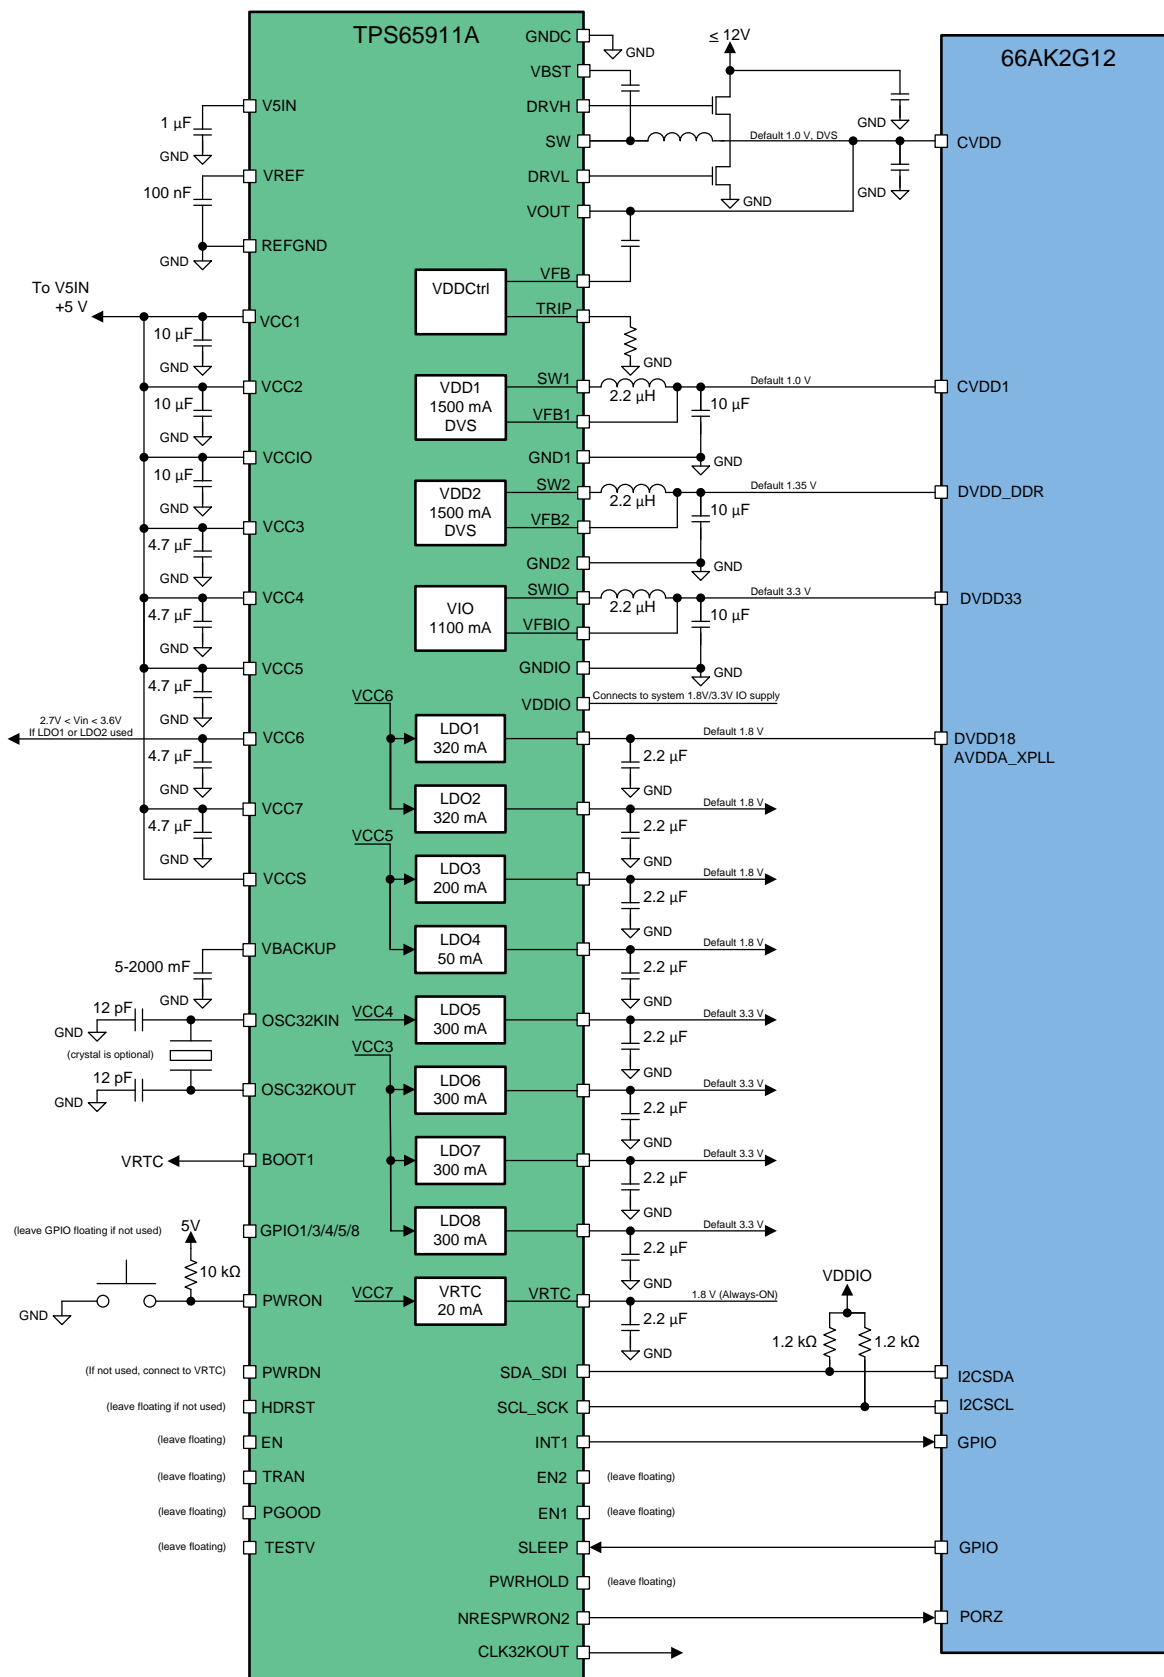 TPS65911A
66AK2G12
GNDC
GND
≤ 12V
VBST
V5IN
DRVH
1 µF
GND
GND
SW
Default 1.0 V, DVS
CVDD
VREF
DRVL
100 nF
GND
GND
VOUT
REFGND
GND
VFB
VDDCtrl
To V5IN
+5 V
TRIP
VCC1
10 µF
GND
GND
VCC2
VDD1
1500 mA
DVS
SW1
2.2 µH
Default 1.0 V
CVDD1
10 µF
VFB1
10 µF
GND
VCCIO
GND1
GND
10 µF
GND
VDD2
1500 mA
DVS
SW2
2.2 µH
Default 1.35 V
DVDD_DDR
VCC3
VFB2
10 µF
4.7 µF
GND
GND2
GND
VCC4
VIO
1100 mA
SWIO
2.2 µH
Default 3.3 V
DVDD33
4.7 µF
VFBIO
10 µF
GND
VCC5
GNDIO
GND
4.7 µF
VCC6
VDDIO
Connects to system 1.8V/3.3V IO supply
GND
2.7V < Vin < 3.6V
If LDO1 or LDO2 used
VCC6
LDO1
320 mA
Default 1.8 V
DVDD18
AVDDA_XPLL
4.7 µF
2.2 µF
GND
GND
VCC7
LDO2
320 mA
Default 1.8 V
4.7 µF
VCC5
2.2 µF
GND
GND
VCCS
LDO3
200 mA
Default 1.8 V
2.2 µF
GND
VBACKUP
LDO4
50 mA
Default 1.8 V
5-2000 mF
2.2 µF
GND
GND
12 pF
VCC4
LDO5
300 mA
Default 3.3 V
OSC32KIN
GND
2.2 µF
(crystal is optional)
VCC3
GND
12 pF
OSC32KOUT
LDO6
300 mA
Default 3.3 V
GND
2.2 µF
GND
VRTC
BOOT1
LDO7
300 mA
Default 3.3 V
2.2 µF
GND
5V
(leave GPIO floating if not used)
GPIO1/3/4/5/8
LDO8
300 mA
Default 3.3 V
2.2 µF
10 kΩ
GND
GND
PWRON
VCC7
VRTC
20 mA
VRTC
1.8 V (Always-ON)
2.2 µF
GND
VDDIO
1.2 kΩ
1.2 kΩ
(If not used, connect to VRTC)
PWRDN
SDA_SDI
I2CSDA
(leave floating if not used)
HDRST
SCL_SCK
I2CSCL
(leave floating)
EN
INT1
GPIO
(leave floating)
TRAN
EN2
(leave floating)
(leave floating)
PGOOD
EN1
(leave floating)
(leave floating)
TESTV
SLEEP
GPIO
PWRHOLD
(leave floating)
NRESPWRON2
PORZ
CLK32KOUT